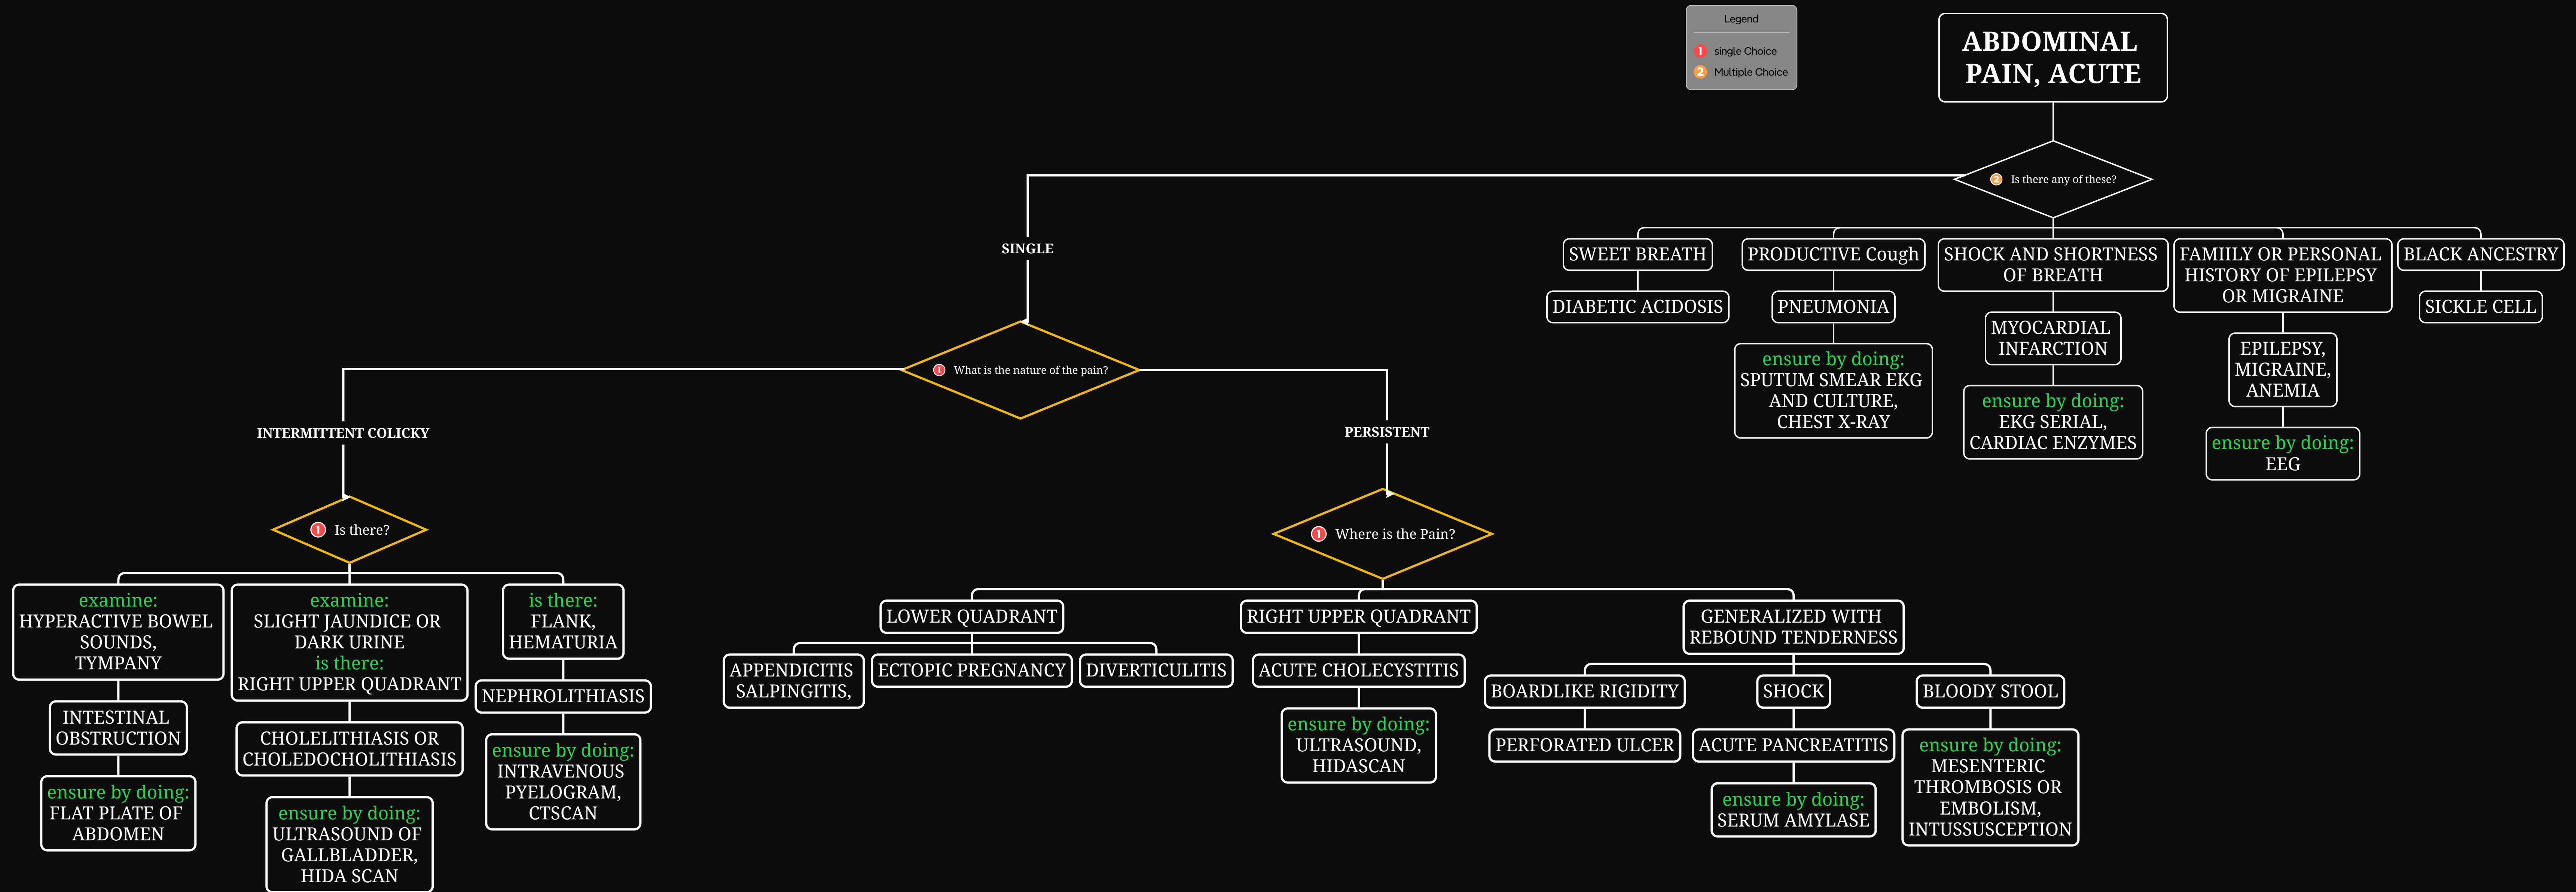 Legend
1 single Choice
2 Multiple Choice
ABDOMINAL
PAIN, ACUTE
2 Is there any of these?
SWEET BREATH
DIABETIC ACIDOSIS
PRODUCTIVE Cough
PNEUMONIA
ensure by doing:
SPUTUM SMEAR EKG
AND CULTURE,
CHEST X-RAY
SHOCK AND SHORTNESS
OF BREATH
MYOCARDIAL
INFARCTION
ensure by doing:
EKG SERIAL,
CARDIAC ENZYMES
FAMIILY OR PERSONAL
HISTORY OF EPILEPSY
OR MIGRAINE
EPILEPSY,
MIGRAINE,
ANEMIA
ensure by doing:
EEG
BLACK ANCESTRY
SICKLE CELL
SINGLE
1 What is the nature of the pain?
INTERMITTENT COLICKY
1 Is there?
examine:
HYPERACTIVE BOWEL
SOUNDS,
TYMPANY
INTESTINAL
OBSTRUCTION
ensure by doing:
FLAT PLATE OF
ABDOMEN
examine:
SLIGHT JAUNDICE OR
DARK URINE
is there:
RIGHT UPPER QUADRANT
CHOLELITHIASIS OR
CHOLEDOCHOLITHIASIS
ensure by doing:
ULTRASOUND OF
GALLBLADDER,
HIDA SCAN
is there:
FLANK,
HEMATURIA
NEPHROLITHIASIS
ensure by doing:
INTRAVENOUS
PYELOGRAM,
CTSCAN
PERSISTENT
1 Where is the Pain?
LOWER QUADRANT
APPENDICITIS
SALPINGITIS,
ECTOPIC PREGNANCY
DIVERTICULITIS
RIGHT UPPER QUADRANT
ACUTE CHOLECYSTITIS
ensure by doing:
ULTRASOUND,
HIDASCAN
GENERALIZED WITH
REBOUND TENDERNESS
BOARDLIKE RIGIDITY
PERFORATED ULCER
SHOCK
ACUTE PANCREATITIS
ensure by doing:
SERUM AMYLASE
BLOODY STOOL
ensure by doing:
MESENTERIC
THROMBOSIS OR
EMBOLISM,
INTUSSUSCEPTION